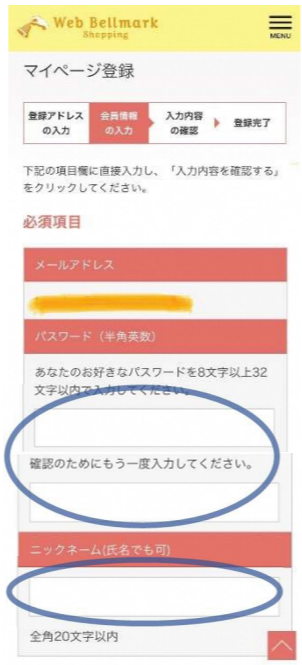 Web Bellmark
Shopping
MENU
マイページ登録
登録アドレス
の入力
会員情報
の入力
入力内容
の確認
登録完了
下記の項目欄に直接入力し、「入力内容を確認する」
をクリックしてください。
必須項目
メールアドレス
パスワード（半角英数）
あなたのお好きなパスワードを8文字以上32
文字以内で入力してください。
確認のためにもう一度入力してください。
ニックネーム(氏名でも可)
全角20文字以内